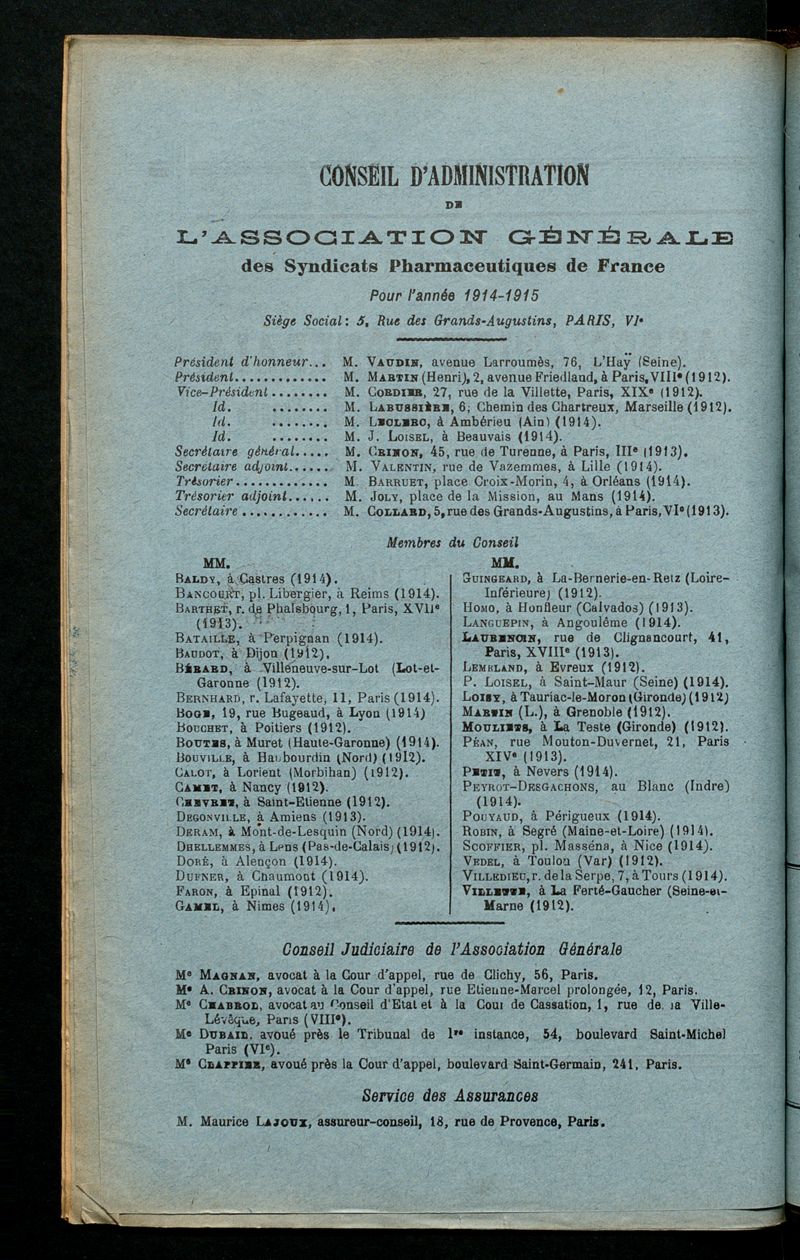 CONSEIL D'ADMINISTRATION
DE
L'ASSOCIATION GÉNÉRALE
des Syndicats Pharmaceutiques de France
Pour l'année 1914-1915
Siège Social: 5, Rue des Grands-Augustins, PARIS, VIe
Président d'honneur... M. VAUDIN, avenue Larroumès, 76, L'Haÿ (Seine).
Président............. M. MARTIN (Henri), 2, avenue Friedland, à Paris, VIIIe (1912).
Vice-Président........ M. CORDIER, 27, rue de la Villette, Paris, XIXe (1912).
Id. ........ M. LABUSSIÈRE, 6, Chemin des Chartreux, Marseille (1912).
Id. ........ M. LECLERC, à Ambérieu (Ain) (1914).
Id. ........ M. J. LOISEL, à Beauvais (1914).
Secrétaire général..... M. CRINON, 45, rue de Turenne, à Paris, IIIe (1913).
Secrétaire adjoint...... M. VALENTIN, rue de Vazemmes, à Lille (1914).
Trésorier............. M. BARRUET, place Croix-Morin, 4, à Orléans (1914).
Trésorier adjoint...... M. JOLY, place de la Mission, au Mans (1914).
Secrétaire............ M. COLLARD, 5, rue des Grands-Augustins, à Paris, VIe (1913).
Membres du Conseil
MM.
BALDY, à Castres (1914).
BANCOURT, pl. Libergier, à Reims (1914).
BARTHET, r. de Phalsbourg, 1, Paris, XVIIe
(1913).
BATAILLE, à Perpignan (1914).
BAUDOT, à Dijon (1912).
BÉRARD, à Villeneuve-sur-Lot (Lot-et-
Garonne (1912).
BERNHARD, r. Lafayette, 11, Paris (1914).
BOGE, 19, rue Bugeaud, à Lyon (1914)
BOUCHET, à Poitiers (1912).
BOUTES, à Muret (Haute-Garonne) (1914).
BOUVILLE, à Haubourdin (Nord) (1912).
CALOT, à Lorient (Morbihan) (1912).
CAMET, à Nancy (1912).
CHEVRET, à Saint-Etienne (1912).
DEGONVILLE, à Amiens (1913).
DERAM, à Mont-de-Lesquin (Nord) (1914).
DHELLEMMES, à Lens (Pas-de-Calais) (1912).
DORÉ, à Alençon (1914).
DUFNER, à Chaumont (1914).
FARON, à Epinal (1912).
GAMEL, à Nimes (1914).
MM.
GUINGEARD, à La-Bernerie-en-Retz (Loire-
Inférieure) (1912).
HOMO, à Honfleur (Calvados) (1913).
LANGUEPIN, à Angoulême (1914).
LAURENCIN, rue de Clignancourt, 41,
Paris, XVIIIe (1913).
LEMELAND, à Evreux (1912).
P. LOISEL, à Saint-Maur (Seine) (1914).
LOISY, à Tauriac-le-Moron (Gironde) (1912)
MARTIN (L.), à Grenoble (1912).
MOULIETS, à La Teste (Gironde) (1912).
PÉAN, rue Mouton-Duvernet, 21, Paris
XIVe (1913).
PETIT, à Nevers (1914).
PEYROT-DESGACHONS, au Blanc (Indre)
(1914).
POUYAUD, à Périgueux (1914).
ROBIN, à Segré (Maine-et-Loire) (1914).
SCOFFIER, pl. Masséna, à Nice (1914).
VEDEL, à Toulon (Var) (1912).
VILLEDIEU, r. de la Serpe, 7, à Tours (1914).
VILLETTE, à La Ferté-Gaucher (Seine-et-
Marne (1912).
Conseil Judiciaire de l'Association Générale
Me MAGNAN, avocat à la Cour d'appel, rue de Clichy, 56, Paris.
Me A. CRINON, avocat à la Cour d'appel, rue Etienne-Marcel prolongée, 12, Paris.
Me CHABROL, avocat au Conseil d'Etat et à la Cour de Cassation, 1, rue de la Ville-
Lévêque, Paris (VIIIe).
Me DUBAIL, avoué près le Tribunal de 1re instance, 54, boulevard Saint-Michel
Paris (VIe).
Me CLAPPIER, avoué près la Cour d'appel, boulevard Saint-Germain, 241, Paris.
Service des Assurances
M. Maurice LAJOUX, assureur-conseil, 18, rue de Provence, Paris.